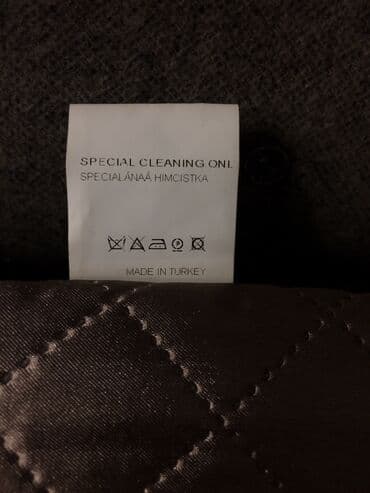 SPECIAL CLEANING ONL
SPECIALÁNAÁ HIMCISTKA
MADE IN TURKEY